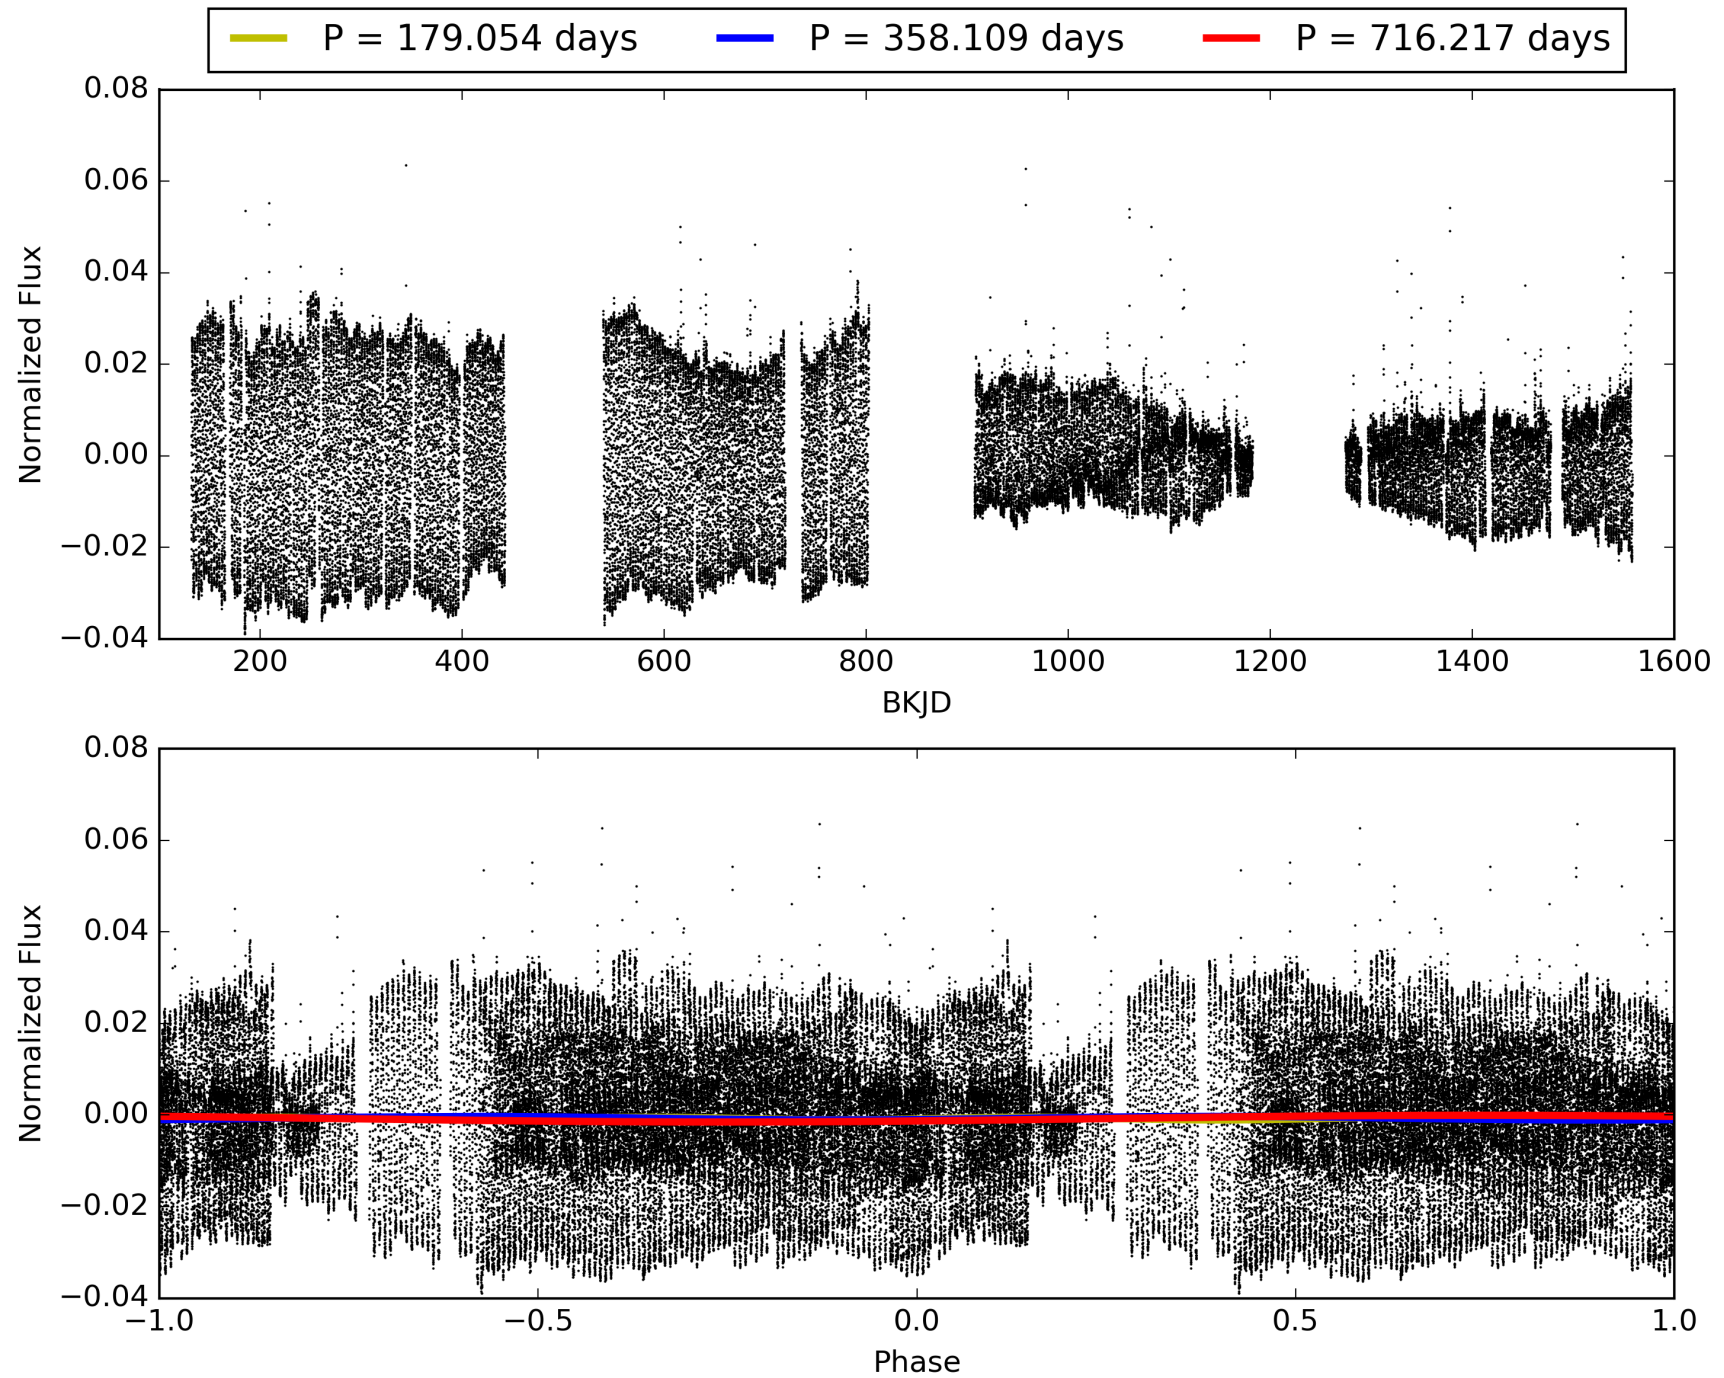 P = 179.054 days P = 358.109 days P = 716.217 days
0.08
0.06
0.04
0.02
0.00
−0.02
−0.04
Normalized Flux
200 400 600 800 1000 1200 1400 1600
BKJD
0.08
0.06
0.04
0.02
0.00
−0.02
−0.04
Normalized Flux
−1.0 −0.5 0.0 0.5 1.0
Phase